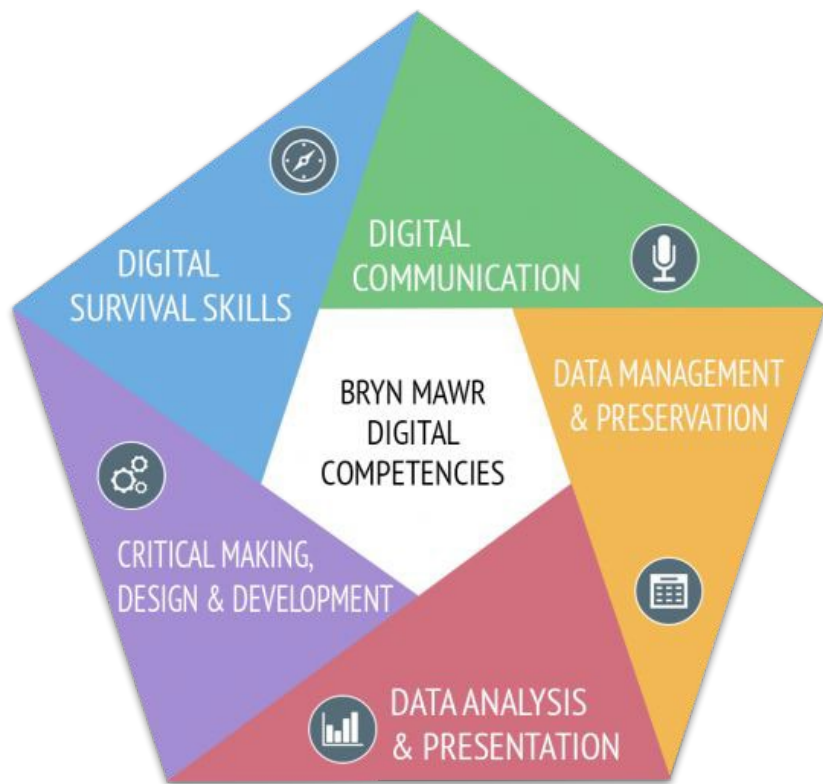 DIGITAL
SURVIVAL SKILLS
DIGITAL
COMMUNICATION
DATA MANAGEMENT
& PRESERVATION
BRYN MAWR
DIGITAL
COMPETENCIES
CRITICAL MAKING,
DESIGN & DEVELOPMENT
DATA ANALYSIS
& PRESENTATION